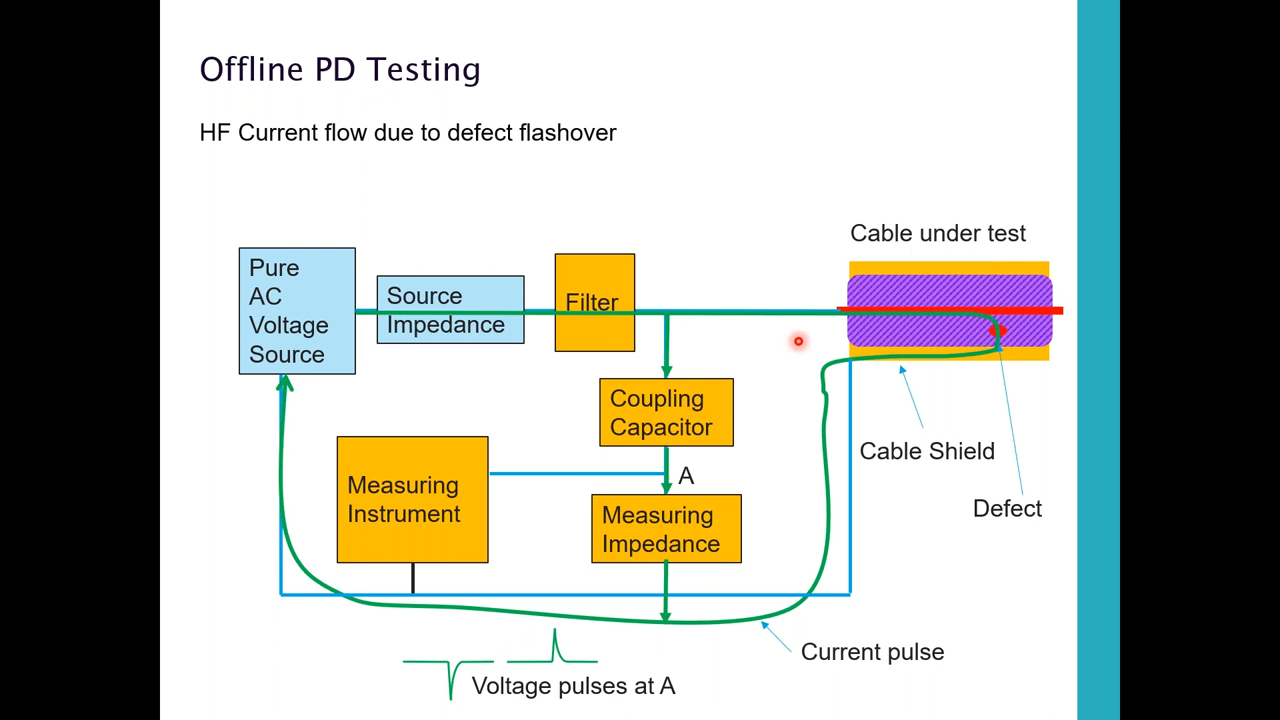 Offline PD Testing
HF Current flow due to defect flashover
Cable under test
Pure
AC
Voltage
Source
Source
Impedance
Filter
Coupling
Capacitor
Cable Shield
A
Measuring
Instrument
Measuring
Impedance
Defect
Current pulse
Voltage pulses at A